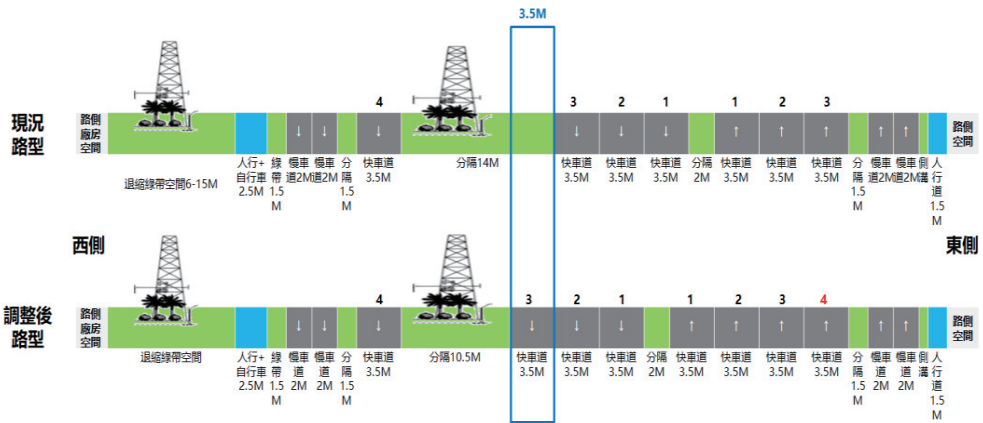 3.5M
4
3
2
1
1
2
3
現況
路型
路側
廠房
空間
↓
↓
↓
↓
↓
↓
↑
↑
↑
↑
↑
路側
空間
退縮綠帶空間6-15M
人行+
自行車
2.5M
綠
帶
1.5
M
慢車
道2M
慢車
道2M
分
隔
1.5
M
快車道
3.5M
分隔14M
快車道
3.5M
快車道
3.5M
快車道
3.5M
分隔
2M
快車道
3.5M
快車道
3.5M
快車道
3.5M
分
隔
1.5
M
慢車
道2M
慢車
道2M
側
溝
人
行
道
1.5
M
西側
東側
4
3
2
1
1
2
3
4
調整後
路型
路側
廠房
空間
↓
↓
↓
↓
↓
↓
↑
↑
↑
↑
↑
↑
路側
空間
退縮綠帶空間
人行+
自行車
2.5M
綠
帶
1.5
M
慢車
道
2M
慢車
道
2M
分
隔
1.5
M
快車道
3.5M
分隔10.5M
快車道
3.5M
快車道
3.5M
快車道
3.5M
分隔
2M
快車道
3.5M
快車道
3.5M
快車道
3.5M
快車道
3.5M
分
隔
1.5
M
慢車
道
2M
慢車
道
2M
側
溝
人
行
道
1.5
M